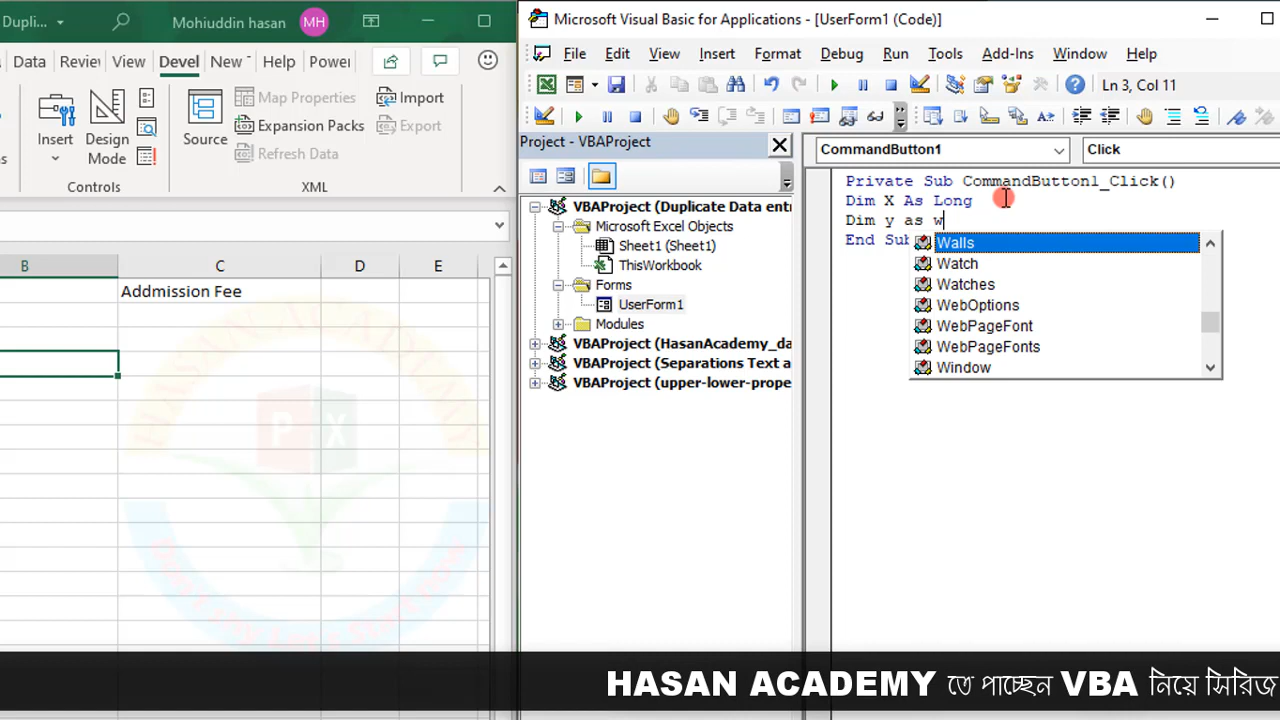 Dupli...
Mohiuddin hasan
MH
Data
Review
View
Devel
New
Help
Power
Insert
Design
Mode
Controls
Source
Map Properties
Expansion Packs
Refresh Data
Import
Export
XML
B
C
D
E
Addmission Fee
Microsoft Visual Basic for Applications - [UserForm1 (Code)]
File Edit View Insert Format Debug Run Tools Add-Ins Window Help
Ln 3, Col 11
Project - VBAProject
VBAProject (Duplicate Data entr
Microsoft Excel Objects
Sheet1 (Sheet1)
ThisWorkbook
Forms
UserForm1
Modules
VBAProject (HasanAcademy_da
VBAProject (Separations Text a
VBAProject (upper-lower-prope
CommandButton1
Click
Private Sub CommandButton1_Click()
Dim X As Long
Dim y as w
End Sub
Walls
Watch
Watches
WebOptions
WebPageFont
WebPageFonts
Window
P X
HASAN ACADEMY তে পাচ্ছেন VBA নিয়ে সিরিজ